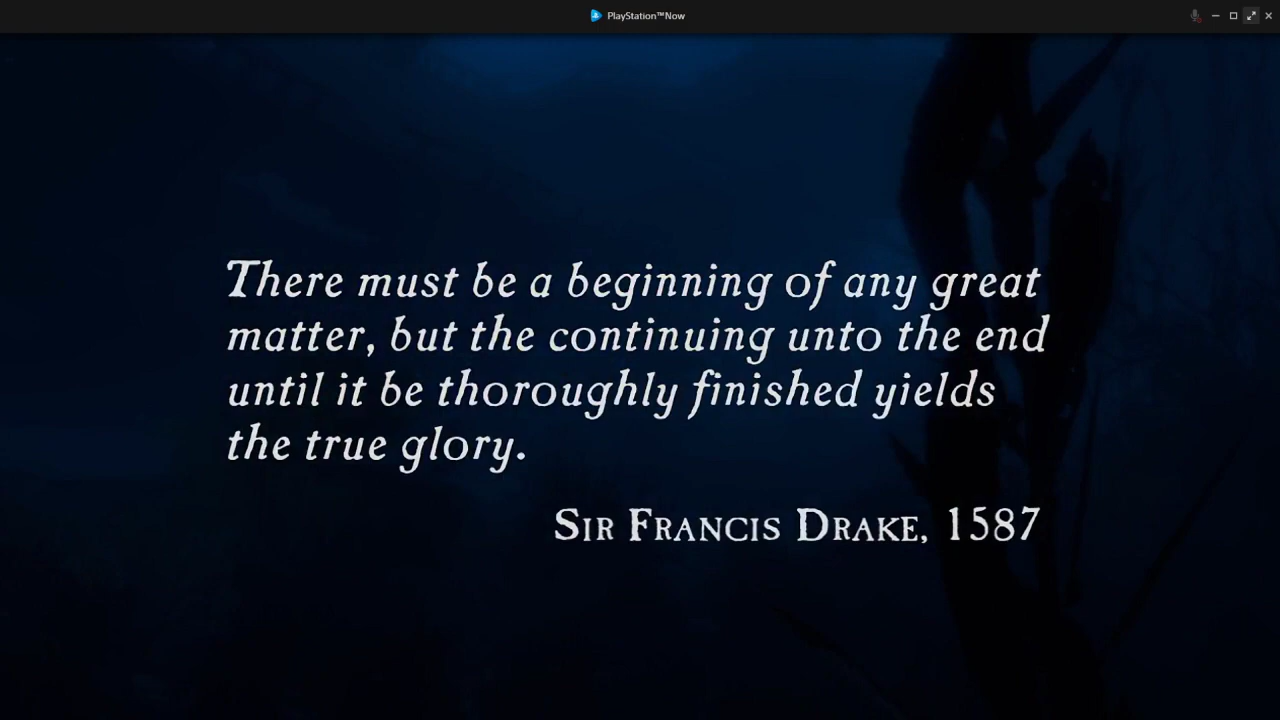 PlayStation™Now
There must be a beginning of any great
matter, but the continuing unto the end
until it be thoroughly finished yields
the true glory.
Sir Francis Drake, 1587